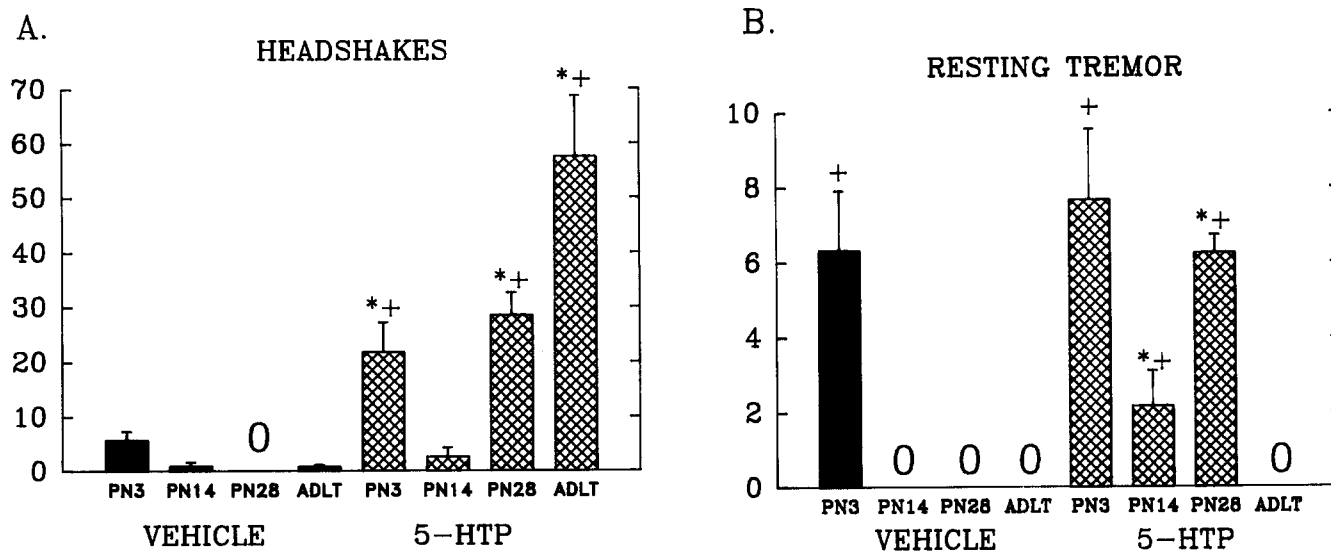 A.
HEADSHAKES
70
60
50
40
30
20
10
0
*+
*+
*+
0
PN3 PN14 PN28 ADLT PN3 PN14 PN28 ADLT
VEHICLE 5-HTP
B.
RESTING TREMOR
10
8
6
4
2
0
+
+
*+
*+
0 0 0 0
PN3 PN14 PN28 ADLT PN3 PN14 PN28 ADLT
VEHICLE 5-HTP